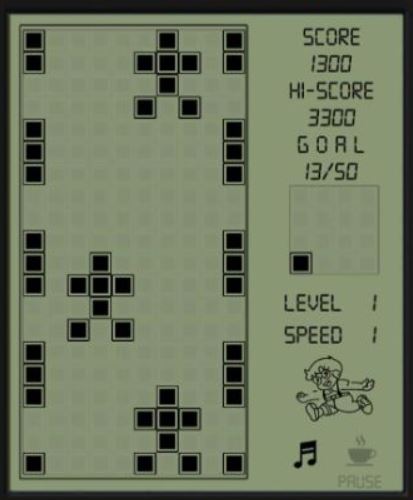 SCORE
1300
HI-SCORE
3300
GOAL
13/50
LEVEL 1
SPEED 1
PAUSE